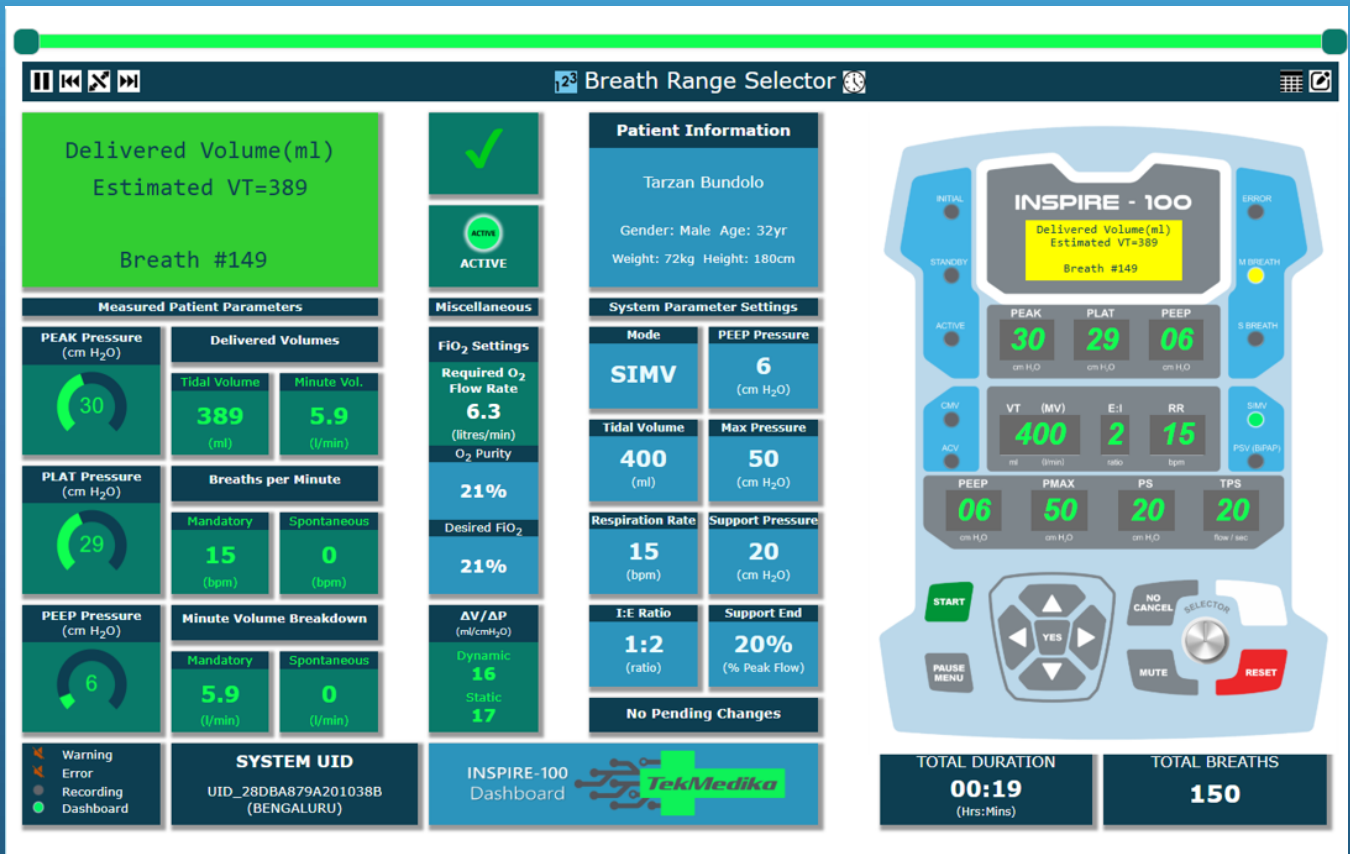 123 Breath Range Selector
Delivered Volume(ml)
Estimated VT=389
Breath #149
ACTIVE
ACTIVE
Patient Information
Tarzan Bundolo
Gender: Male Age: 32yr
Weight: 72kg Height: 180cm
Measured Patient Parameters
PEAK Pressure
(cm H2O)
30
Delivered Volumes
Tidal Volume
389
(ml)
Minute Vol.
5.9
(l/min)
PLAT Pressure
(cm H2O)
29
Breaths per Minute
Mandatory
15
(bpm)
Spontaneous
0
(bpm)
PEEP Pressure
(cm H2O)
6
Minute Volume Breakdown
Mandatory
5.9
(l/min)
Spontaneous
0
(l/min)
Miscellaneous
FiO2 Settings
Required O2
Flow Rate
6.3
(litres/min)
O2 Purity
21%
Desired FiO2
21%
ΔV/ΔP
(ml/cmH2O)
Dynamic
16
Static
17
System Parameter Settings
Mode
SIMV
PEEP Pressure
6
(cm H2O)
Tidal Volume
400
(ml)
Max Pressure
50
(cm H2O)
Respiration Rate
15
(bpm)
Support Pressure
20
(cm H2O)
I:E Ratio
1:2
(ratio)
Support End
20%
(% Peak Flow)
No Pending Changes
Warning
Error
Recording
Dashboard
SYSTEM UID
UID_28DBA879A201038B
(BENGALURU)
INSPIRE-100
Dashboard
TekMedika
INITIAL
STANDBY
ACTIVE
INSPIRE - 100
Delivered Volume(ml)
Estimated VT=389
Breath #149
ERROR
M BREATH
S BREATH
PEAK PLAT PEEP
30 29 06
cm H2O cm H2O cm H2O
CMV
ACV
VT (MV) E:I RR
400 2 15
ml (l/min) ratio bpm
SIMV
PSV (BiPAP)
PEEP PMAX PS TPS
06 50 20 20
cm H2O cm H2O cm H2O flow / sec
START
PAUSE
MENU
YES
NO
CANCEL
SELECTOR
MUTE
RESET
TOTAL DURATION
00:19
(Hrs:Mins)
TOTAL BREATHS
150